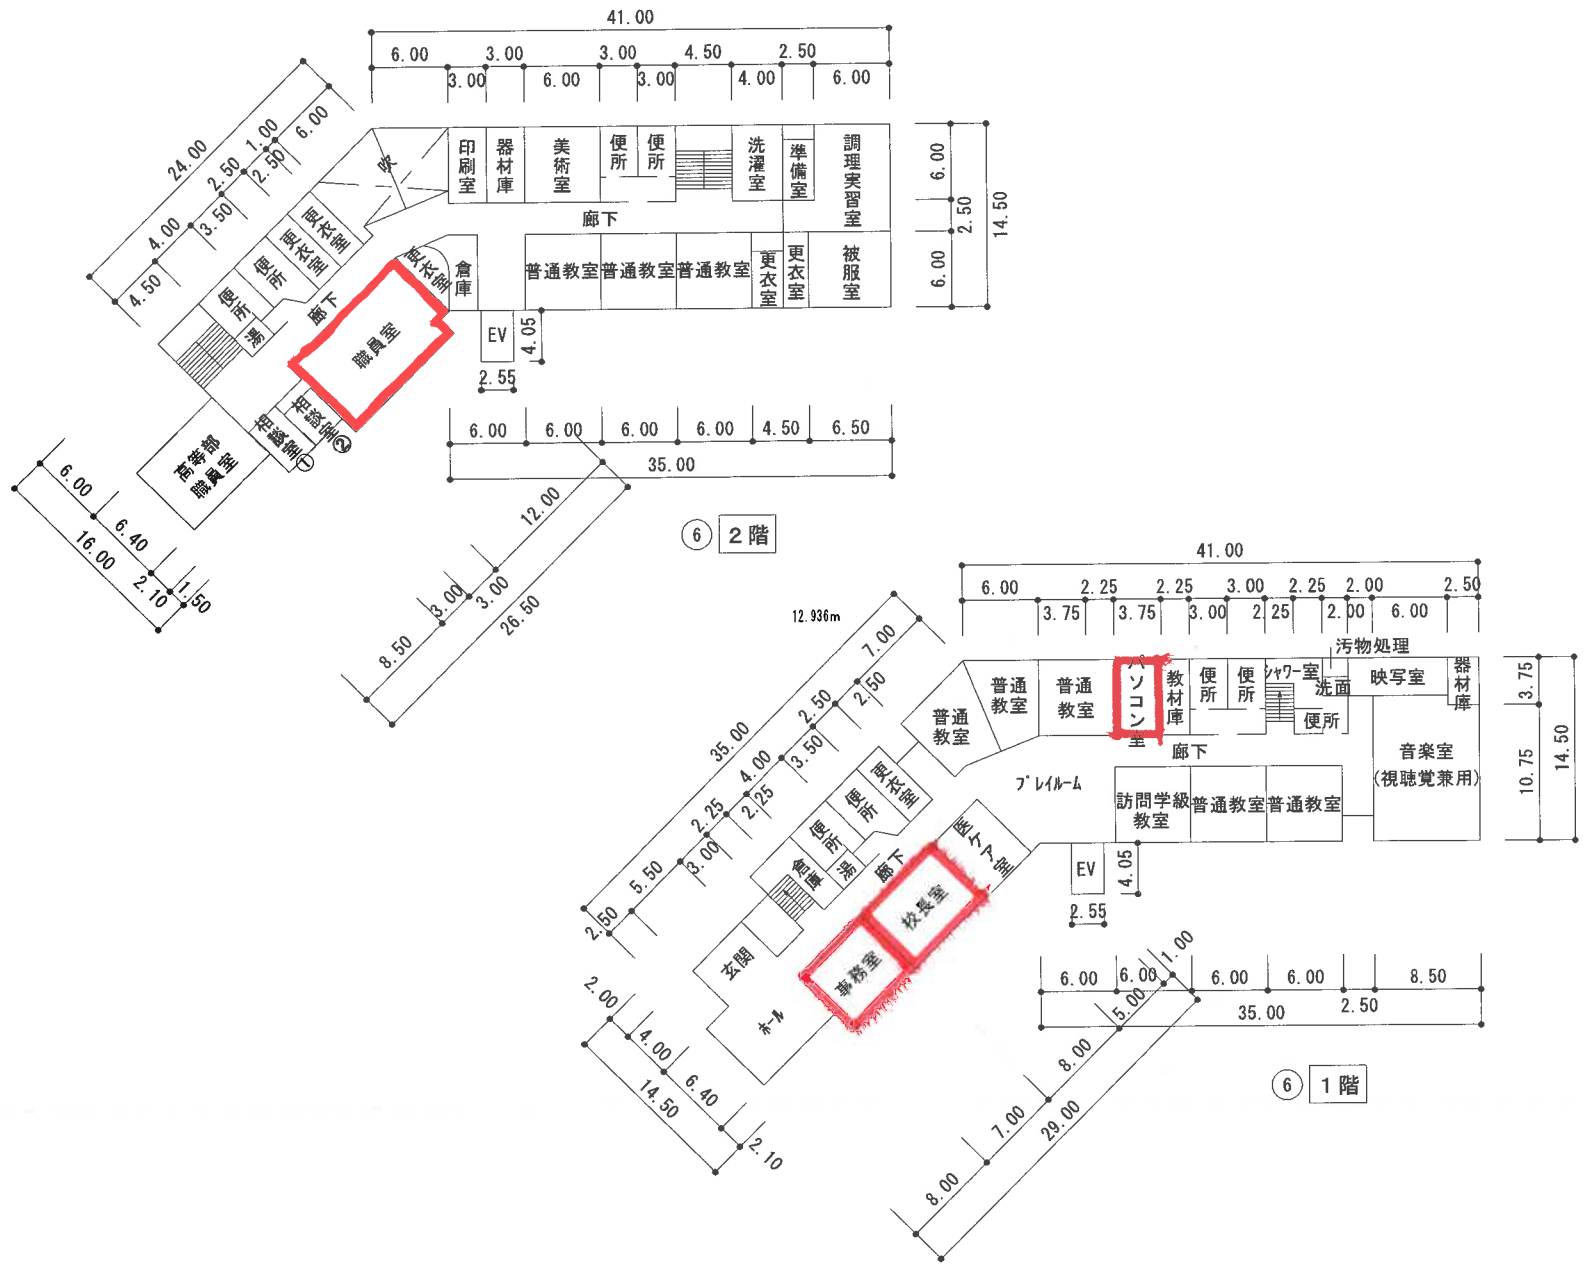 41.00
6.00 3.00 3.00 4.50 2.50
3.00 6.00 3.00 4.00 6.00
24.00
6.00
1.00
2.50
2.50
3.50
4.00
4.50
吹
印刷室
器材庫
美術室
便所
便所
洗濯室
準備室
調理実習室
廊下
更衣室
更衣室
便所
便所
湯
廊下
更衣室
倉庫
普通教室
普通教室
普通教室
更衣室
更衣室
被服室
6.00
2.50
6.00
14.50
職員室
EV
4.05
2.55
相談室②
相談室①
高等部
職員室
6.00 6.00 6.00 6.00 4.50 6.50
35.00
6.00
6.40
2.10
1.50
16.00
12.00
3.00
3.00
8.50
26.50
⑥ 2階
41.00
6.00 2.25 2.25 3.00 2.25 2.00 2.50
3.75 3.75 3.00 2.25 2.00 6.00
12.936m
7.00
2.50
2.50
3.50
4.00
2.25
2.25
3.00
5.50
2.50
35.00
汚物処理
普通教室
普通教室
普通教室
パソコン室
教材庫
便所
便所
シャワー室
洗面
便所
映写室
器材庫
廊下
音楽室
(視聴覚兼用)
プレイルーム
訪問学級
教室
普通教室
普通教室
3.75
10.75
14.50
更衣室
便所
便所
湯
倉庫
廊下
医ケア室
校長室
事務室
玄関
ホール
EV
4.05
2.55
6.00 6.00 6.00 6.00 2.50 8.50
35.00
2.00
4.00
6.40
2.10
14.50
1.00
5.00
8.00
7.00
8.00
29.00
⑥ 1階